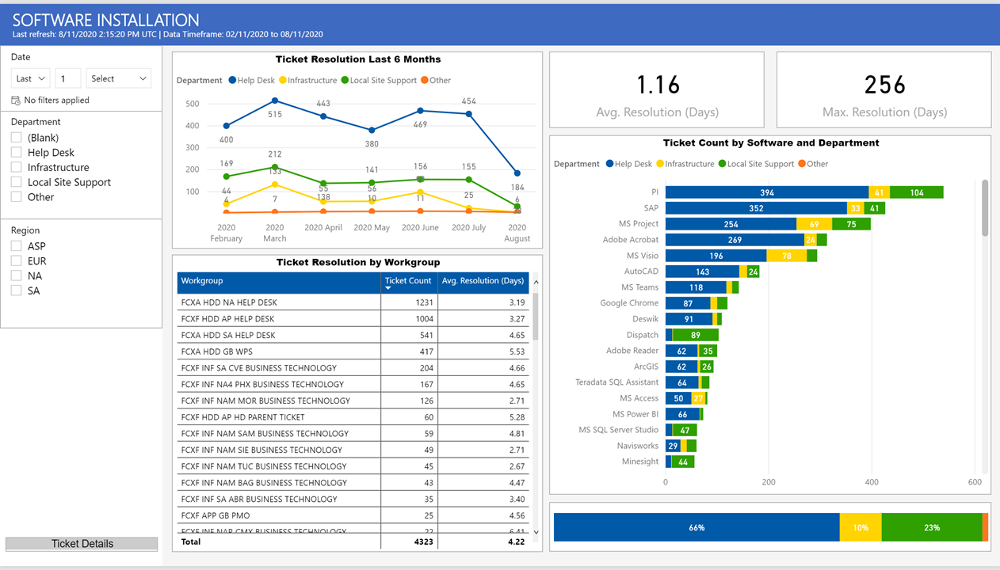 SOFTWARE INSTALLATION
Last refresh: 8/11/2020 2:15:20 PM UTC | Data Timeframe: 02/11/2020 to 08/11/2020
Date
Last 1 Select
No filters applied
Department
(Blank)
Help Desk
Infrastructure
Local Site Support
Other
Region
ASP
EUR
NA
SA
Ticket Details
Ticket Resolution Last 6 Months
Department Help Desk Infrastructure Local Site Support Other
500
400
300
200
100
400
515
443
380
469
454
184
169
212
141
156
155
44
133
55
56
25
6
4
7
138
10
11
2020 February
2020 March
2020 April
2020 May
2020 June
2020 July
2020 August
Ticket Resolution by Workgroup
Workgroup Ticket Count Avg. Resolution (Days)
FCXA HDD NA HELP DESK 1231 3.19
FCXF HDD AP HELP DESK 1004 3.27
FCXA HDD SA HELP DESK 541 4.65
FCXA HDD GB WPS 417 5.53
FCXF INF SA CVE BUSINESS TECHNOLOGY 204 4.66
FCXF INF NA4 PHX BUSINESS TECHNOLOGY 167 4.65
FCXF INF NAM MOR BUSINESS TECHNOLOGY 126 2.71
FCXF HDD AP HD PARENT TICKET 60 5.28
FCXF INF NAM SAM BUSINESS TECHNOLOGY 59 4.81
FCXF INF NAM SIE BUSINESS TECHNOLOGY 49 2.71
FCXF INF NAM TUC BUSINESS TECHNOLOGY 45 2.67
FCXF INF NAM BAG BUSINESS TECHNOLOGY 43 4.47
FCXF INF SA ABR BUSINESS TECHNOLOGY 35 3.40
FCXF APP GB PMO 25 4.56
FCXF INF NAP CMX BUSINESS TECHNOLOGY 22 6.41
Total 4323 4.22
1.16
Avg. Resolution (Days)
256
Max. Resolution (Days)
Ticket Count by Software and Department
Department Help Desk Infrastructure Local Site Support Other
PI 394 41 104
SAP 352 33 41
MS Project 254 69 75
Adobe Acrobat 269 24
MS Visio 196 78
AutoCAD 143 24
MS Teams 118
Google Chrome 87
Deswik 91
Dispatch 89
Adobe Reader 62 35
ArcGIS 62 26
Teradata SQL Assistant 64
MS Access 50 27
MS Power BI 66
MS SQL Server Studio 47
Navisworks 29
Minesight 44
0 200 400 600
66% 10% 23%